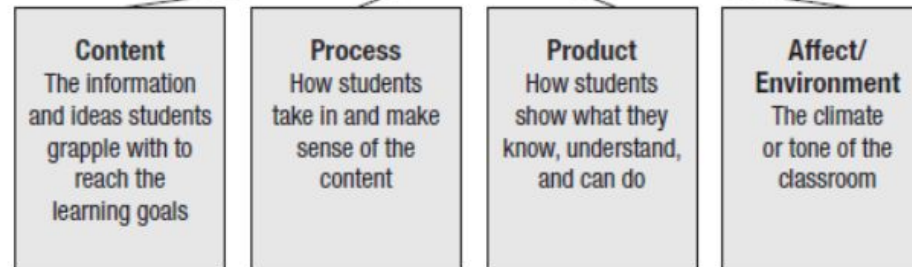 Content
The information
and ideas students
grapple with to
reach the
learning goals
Process
How students
take in and make
sense of the
content
Product
How students
show what they
know, understand,
and can do
Affect/
Environment
The climate
or tone of the
classroom